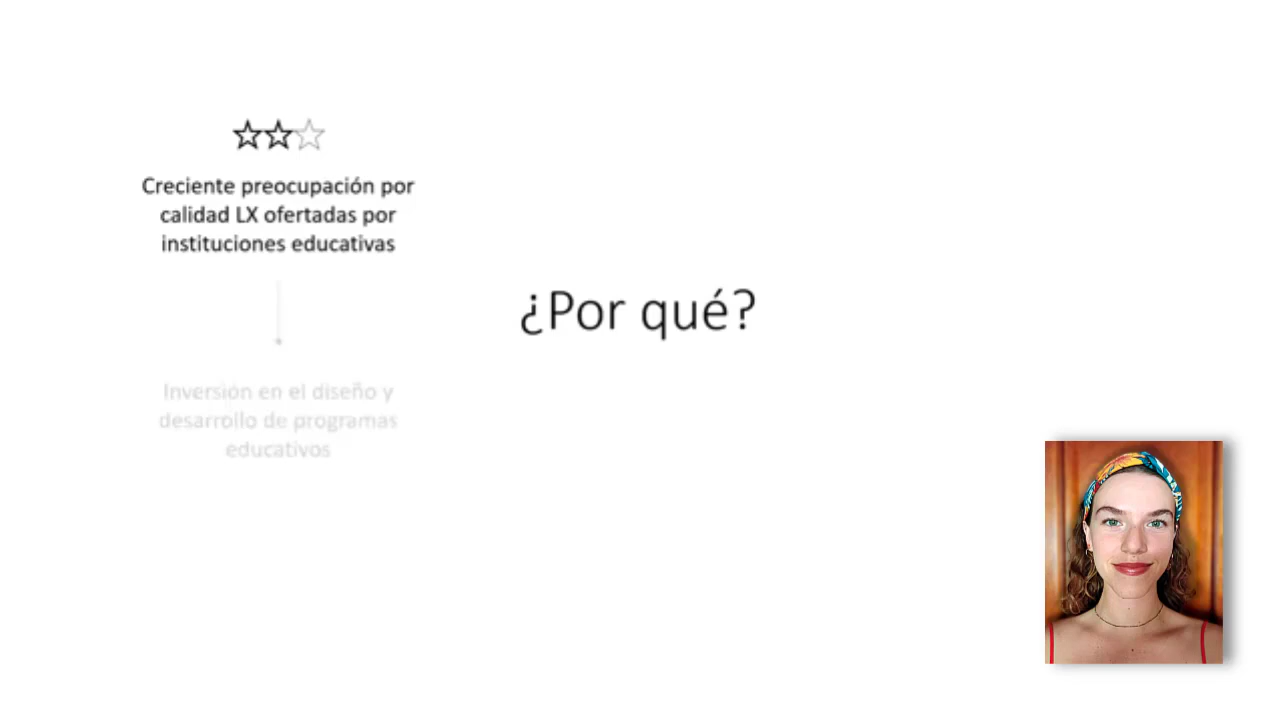 Creciente preocupación por
calidad LX ofertadas por
instituciones educativas
¿Por qué?
Inversión en el diseño y
desarrollo de programas
educativos